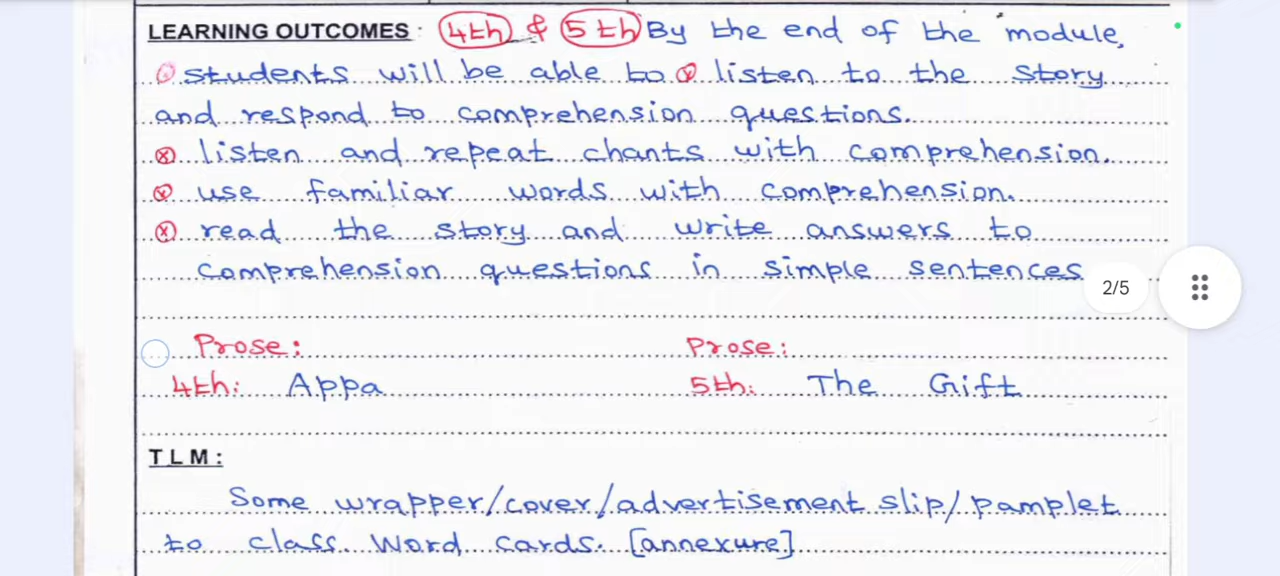 LEARNING OUTCOMES : 4th & 5th By the end of the module,
students will be able to listen to the story
and respond to comprehension questions.
listen and repeat chants with comprehension.
use familiar words with comprehension.
read the story and write answers to
comprehension questions in simple sentences
2/5
Prose: Prose:
4th: Appa 5th: The Gift
T L M :
Some wrapper/cover/advertisement slip/pamplet
to class. Word cards. [annexure]